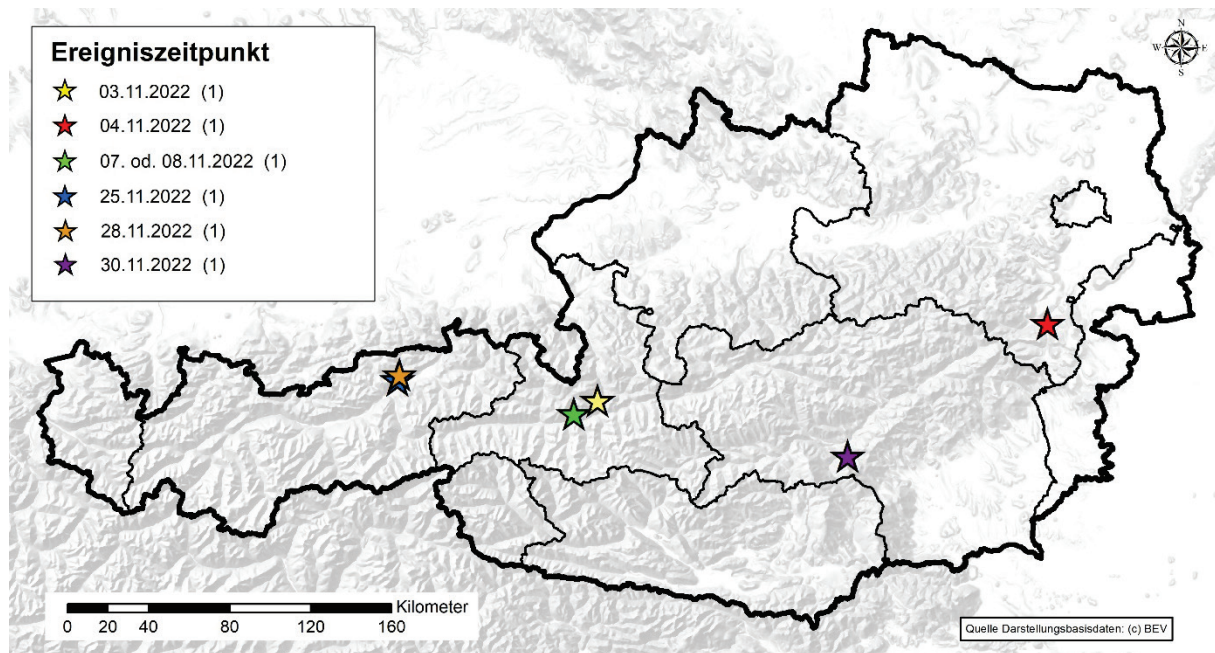 Ereigniszeitpunkt
03.11.2022 (1)
04.11.2022 (1)
07. od. 08.11.2022 (1)
25.11.2022 (1)
28.11.2022 (1)
30.11.2022 (1)
N
W E
S
Kilometer
0 20 40 80 120 160
Quelle Darstellungsbasisdaten: (c) BEV